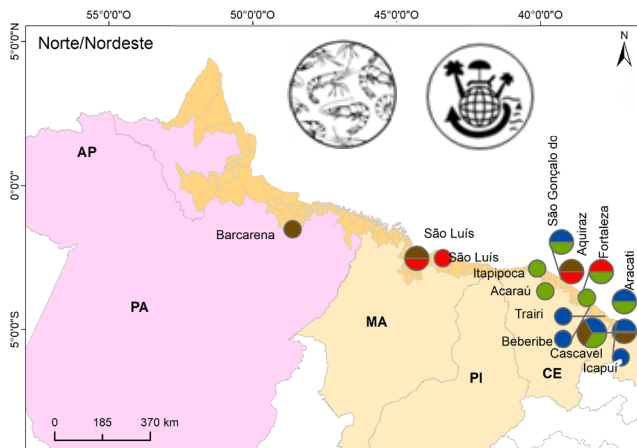 55°0'0"O
50°0'0"O
45°0'0"O
40°0'0"O
5°0'0"N
Norte/Nordeste
N
AP
0°0'0"
São Gonçalo do
Aquiraz
Fortaleza
Aracati
Barcarena
São Luís
São Luís
Itapipoca
Acaraú
PA
MA
Trairi
5°0'0"S
Beberibe
Cascavel
PI
CE
Icapuí
0 185 370 km